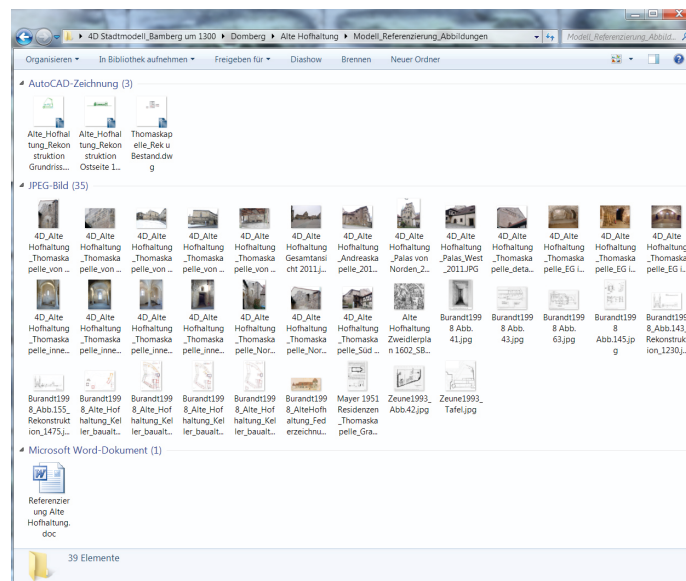 4D Stadtmodell_Bamberg um 1300 ▸ Domberg ▸ Alte Hofhaltung ▸ Modell_Referenzierung_Abbildungen
Modell_Referenzierung_Abbild...
Organisieren
In Bibliothek aufnehmen
Freigeben für
Diashow
Brennen
Neuer Ordner
AutoCAD-Zeichnung (3)
Alte_Hofhal
tung_Rekon
struktion
Grundriss...
Alte_Hofhal
tung_Rekon
struktion
Ostseite 1...
Thomaskap
elle_Rek u
Bestand.dw
g
JPEG-Bild (35)
4D_Alte
Hofhaltung
_Thomaska
pelle_von ...
4D_Alte
Hofhaltung
_Thomaska
pelle_von ...
4D_Alte
Hofhaltung
_Thomaska
pelle_von ...
4D_Alte
Hofhaltung
_Thomaska
pelle_von ...
4D_Alte
Hofhaltung
_Thomaska
pelle_von ...
4D_Alte
Hofhaltung
Gesamtansi
cht 2011.j...
4D_Alte
Hofhaltung
_Andreaska
pelle_201...
4D_Alte
Hofhaltung
_Palas von
Norden_2...
4D_Alte
Hofhaltung
_Palas_West
_2011.JPG
4D_Alte
Hofhaltung
_Thomaska
pelle_deta...
4D_Alte
Hofhaltung
_Thomaska
pelle_EG i...
4D_Alte
Hofhaltung
_Thomaska
pelle_EG i...
4D_Alte
Hofhaltung
_Thomaska
pelle_EG i...
4D_Alte
Hofhaltung
_Thomaska
pelle_inne...
4D_Alte
Hofhaltung
_Thomaska
pelle_inne...
4D_Alte
Hofhaltung
_Thomaska
pelle_inne...
4D_Alte
Hofhaltung
_Thomaska
pelle_inne...
4D_Alte
Hofhaltung
_Thomaska
pelle_Nor...
4D_Alte
Hofhaltung
_Thomaska
pelle_Nor...
4D_Alte
Hofhaltung
_Thomaska
pelle_Süd ...
Alte
Hofhaltung
Zweidlerpla
n 1602_SB...
Burandt199
8 Abb.
41.jpg
Burandt199
8 Abb.
43.jpg
Burandt199
8 Abb.
63.jpg
Burandt199
8
Abb.145.jp
g
Burandt199
8_Abb.143_
Rekonstrukt
ion_1230.j...
Burandt199
8_Abb.155_
Rekonstrukt
ion_1475.j...
Burandt199
8_Alte_Hof
haltung_Kel
ler_baualt...
Burandt199
8_Alte_Hof
haltung_Kel
ler_baualt...
Burandt199
8_Alte_Hof
haltung_Kel
ler_baualt...
Burandt199
8_AlteHofh
altung_Fed
erzeichnu...
Mayer 1951
Residenzen
_Thomaska
pelle_Gra...
Zeune1993_
Abb.42.jpg
Zeune1993_
Tafel.jpg
Microsoft Word-Dokument (1)
Referenzier
ung Alte
Hofhaltung.
doc
39 Elemente